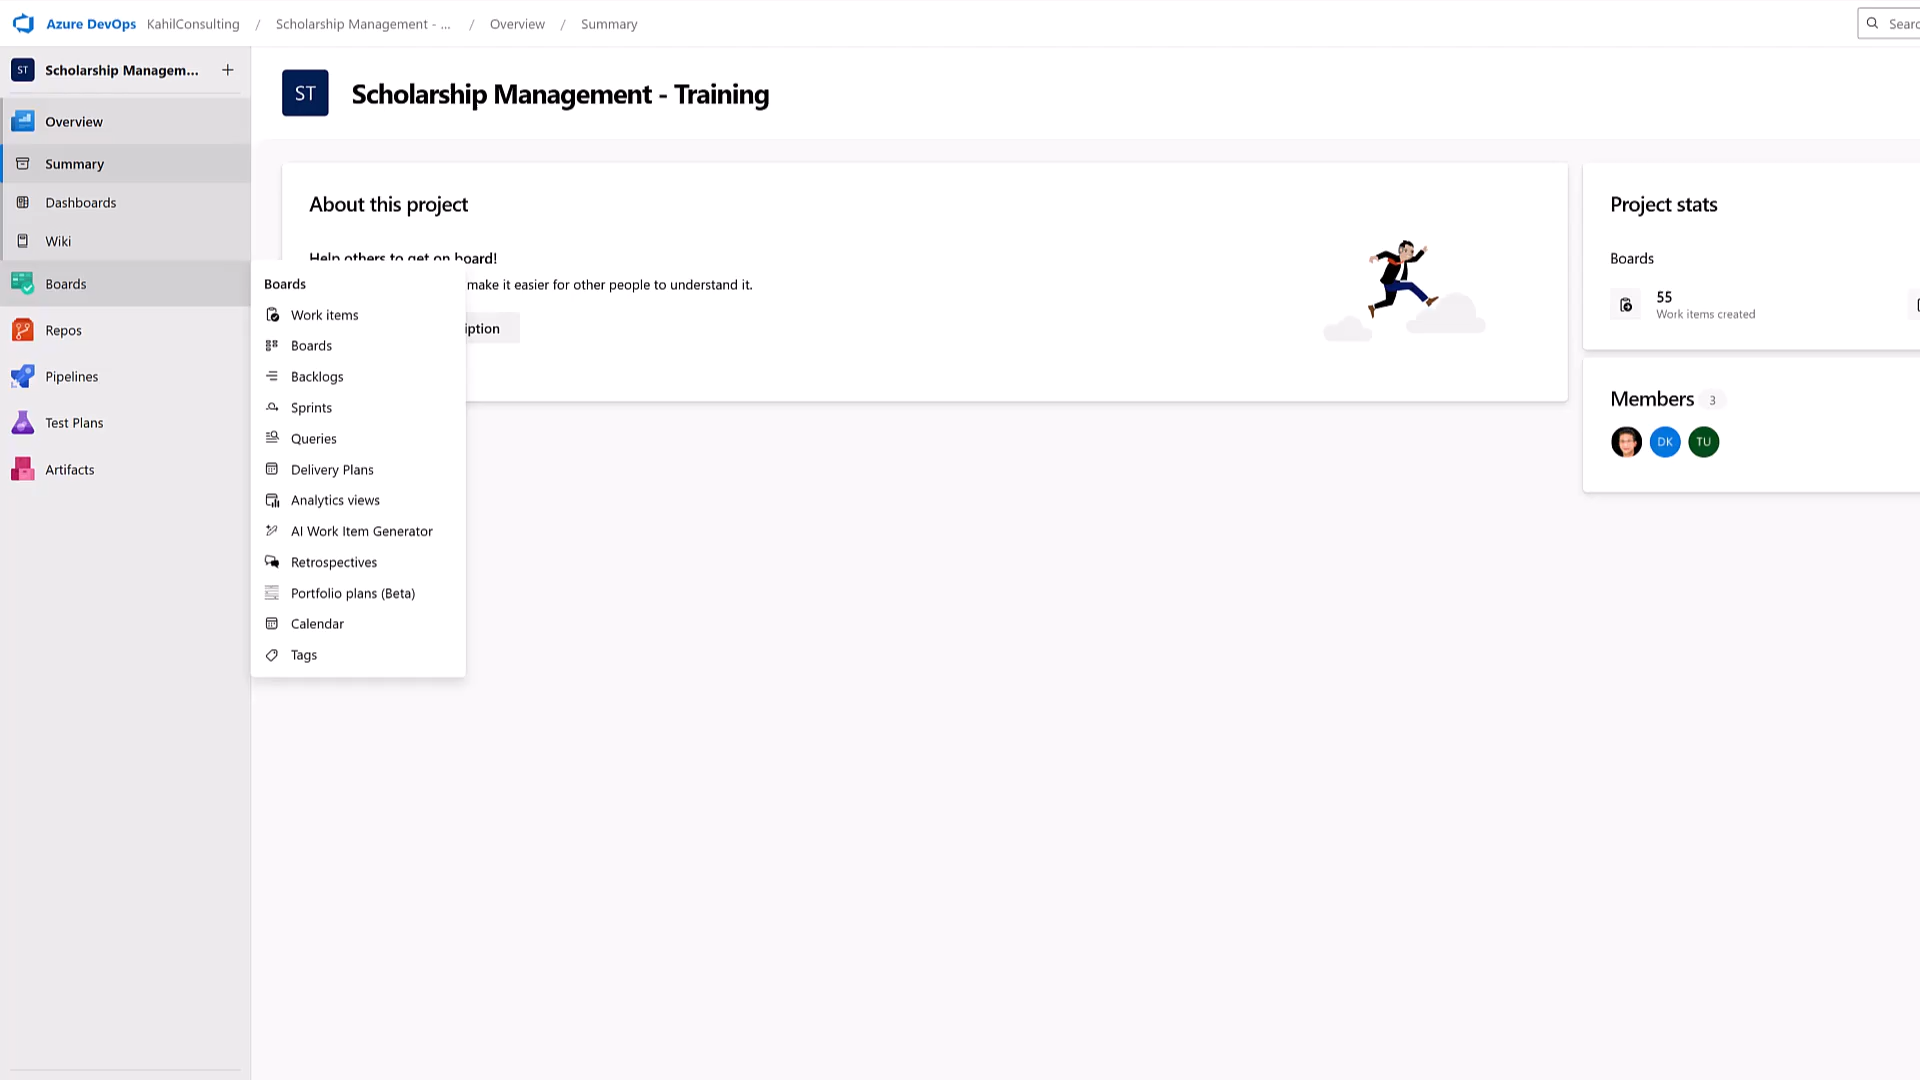 Azure DevOps KahilConsulting / Scholarship Management - ... / Overview / Summary
ST Scholarship Managem... +
ST Scholarship Management - Training
Overview
Summary
Dashboards
Wiki
Boards
Repos
Pipelines
Test Plans
Artifacts
Boards
Work items
Boards
Backlogs
Sprints
Queries
Delivery Plans
Analytics views
AI Work Item Generator
Retrospectives
Portfolio plans (Beta)
Calendar
Tags
About this project
Help others to get on board!
make it easier for other people to understand it.
Project stats
Boards
55
Work items created
Members 3
DK TU